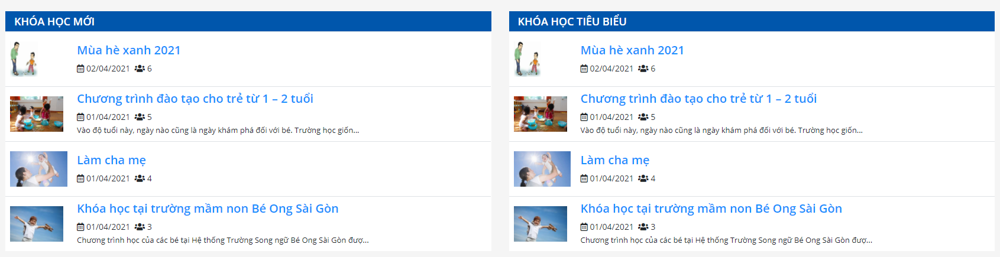 KHÓA HỌC MỚI
Mùa hè xanh 2021
02/04/2021 6
Chương trình đào tạo cho trẻ từ 1 – 2 tuổi
01/04/2021 5
Vào độ tuổi này, ngày nào cũng là ngày khám phá đối với bé. Trường học giốn...
Làm cha mẹ
01/04/2021 4
Khóa học tại trường mầm non Bé Ong Sài Gòn
01/04/2021 3
Chương trình học của các bé tại Hệ thống Trường Song ngữ Bé Ong Sài Gòn đượ...
KHÓA HỌC TIÊU BIỂU
Mùa hè xanh 2021
02/04/2021 6
Chương trình đào tạo cho trẻ từ 1 – 2 tuổi
01/04/2021 5
Vào độ tuổi này, ngày nào cũng là ngày khám phá đối với bé. Trường học giốn...
Làm cha mẹ
01/04/2021 4
Khóa học tại trường mầm non Bé Ong Sài Gòn
01/04/2021 3
Chương trình học của các bé tại Hệ thống Trường Song ngữ Bé Ong Sài Gòn đượ...